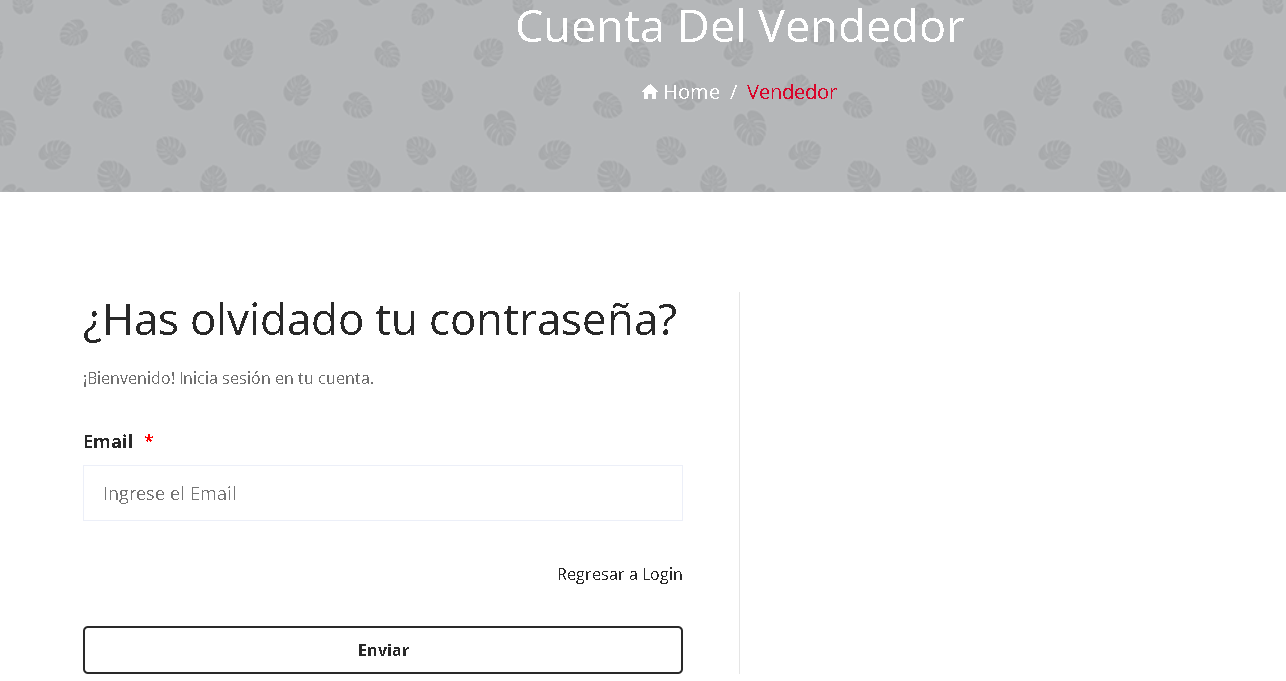 Cuenta Del Vendedor
Home / Vendedor
¿Has olvidado tu contraseña?
¡Bienvenido! Inicia sesión en tu cuenta.
Email *
Ingrese el Email
Regresar a Login
Enviar